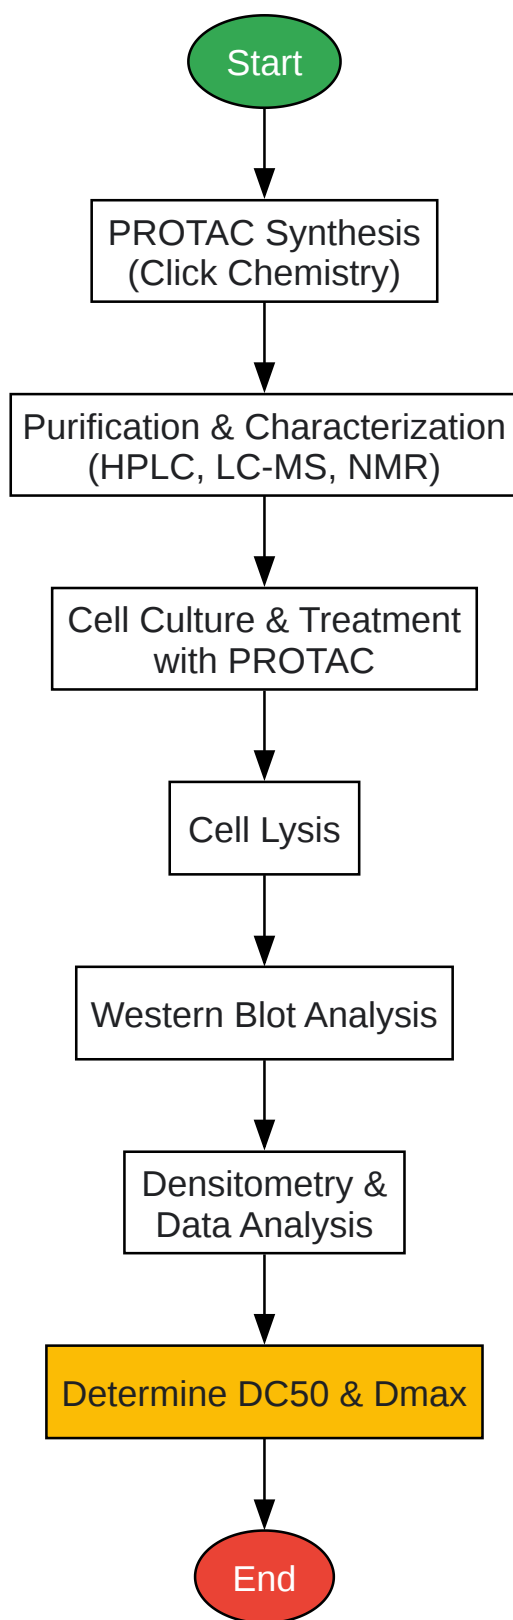 Start
PROTAC Synthesis
(Click Chemistry)
Purification & Characterization
(HPLC, LC-MS, NMR)
Cell Culture & Treatment
with PROTAC
Cell Lysis
Western Blot Analysis
Densitometry &
Data Analysis
Determine DC50 & Dmax
End